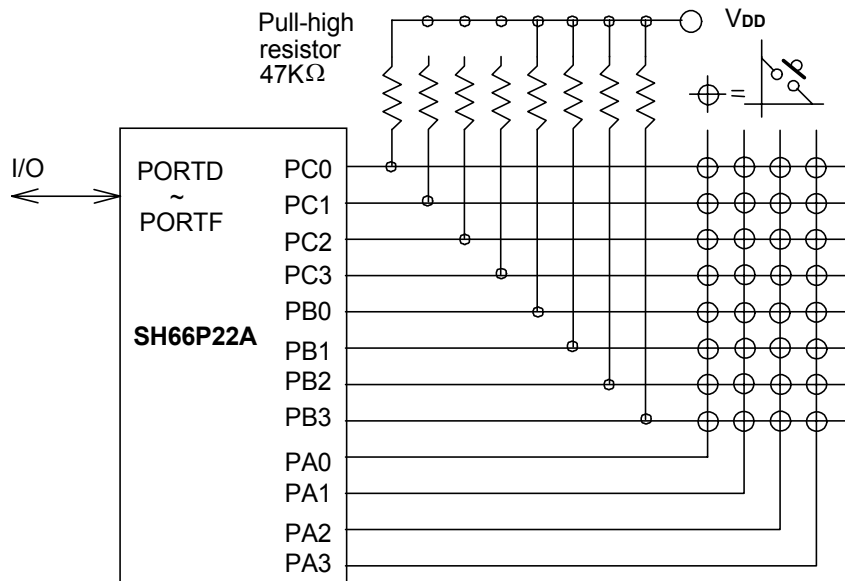 Pull-high
resistor
47KΩ
VDD
=
I/O
PORTD
~
PORTF
SH66P22A
PC0
PC1
PC2
PC3
PB0
PB1
PB2
PB3
PA0
PA1
PA2
PA3